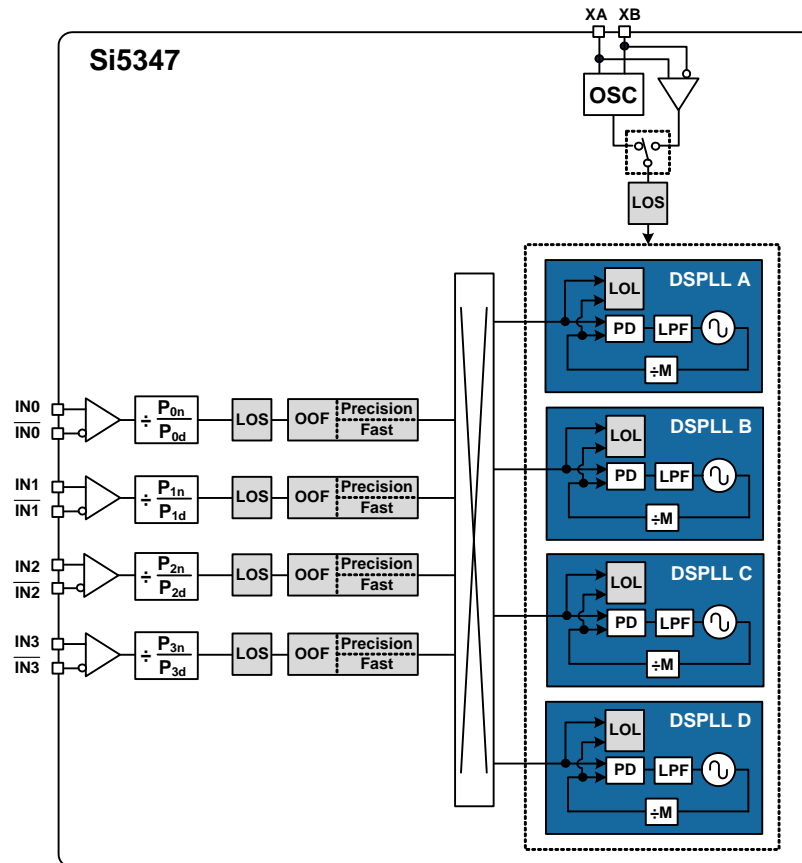 XA XB
Si5347
OSC
LOS
DSPLL A
LOL
PD LPF
÷M
IN0
IN0
÷ P0n
P0d
LOS
OOF
Precision
Fast
DSPLL B
LOL
PD LPF
÷M
IN1
IN1
÷ P1n
P1d
LOS
OOF
Precision
Fast
IN2
IN2
÷ P2n
P2d
LOS
OOF
Precision
Fast
DSPLL C
LOL
PD LPF
÷M
IN3
IN3
÷ P3n
P3d
LOS
OOF
Precision
Fast
DSPLL D
LOL
PD LPF
÷M